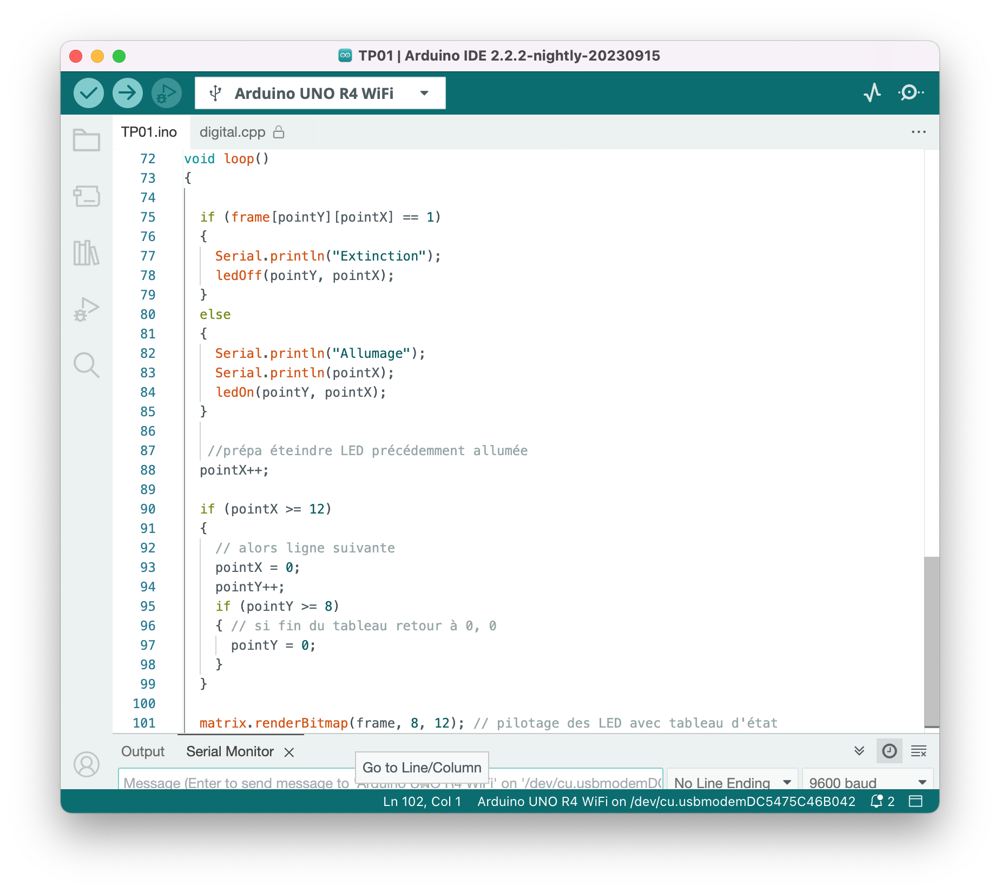 TP01 | Arduino IDE 2.2.2-nightly-20230915
Arduino UNO R4 WiFi
TP01.ino digital.cpp
72 void loop()
73 {
74
75 if (frame[pointY][pointX] == 1)
76 {
77 Serial.println("Extinction");
78 ledOff(pointY, pointX);
79 }
80 else
81 {
82 Serial.println("Allumage");
83 Serial.println(pointX);
84 ledOn(pointY, pointX);
85 }
86
87 //prépa éteindre LED précédemment allumée
88 pointX++;
89
90 if (pointX >= 12)
91 {
92 // alors ligne suivante
93 pointX = 0;
94 pointY++;
95 if (pointY >= 8)
96 { // si fin du tableau retour à 0, 0
97 pointY = 0;
98 }
99 }
100
101 matrix.renderBitmap(frame, 8, 12); // pilotage des LED avec tableau d'état
Output Serial Monitor
Go to Line/Column
Message (Enter to send message to 'Arduino UNO R4 WiFi' on '/dev/cu.usbmodemDC No Line Ending 9600 baud
Ln 102, Col 1 Arduino UNO R4 WiFi on /dev/cu.usbmodemDC5475C46B042 2